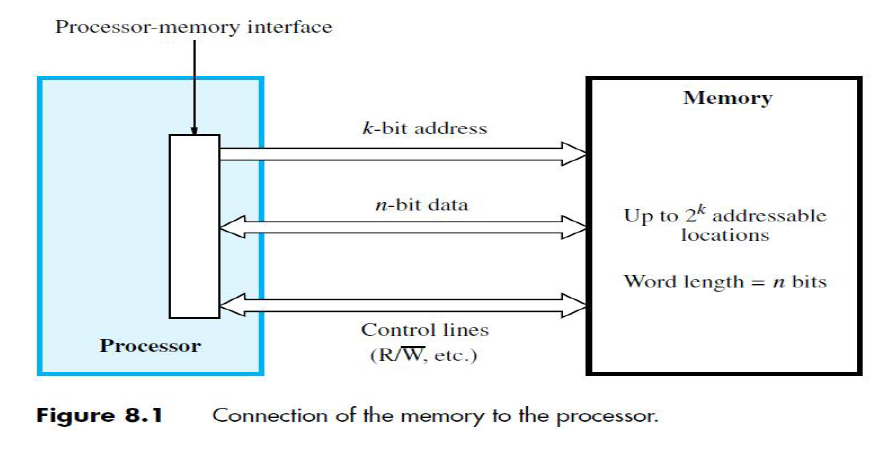 Processor-memory interface
Memory
k-bit address
n-bit data
Up to 2^k addressable
locations
Word length = n bits
Control lines
(R/W̅, etc.)
Processor
Figure 8.1 Connection of the memory to the processor.